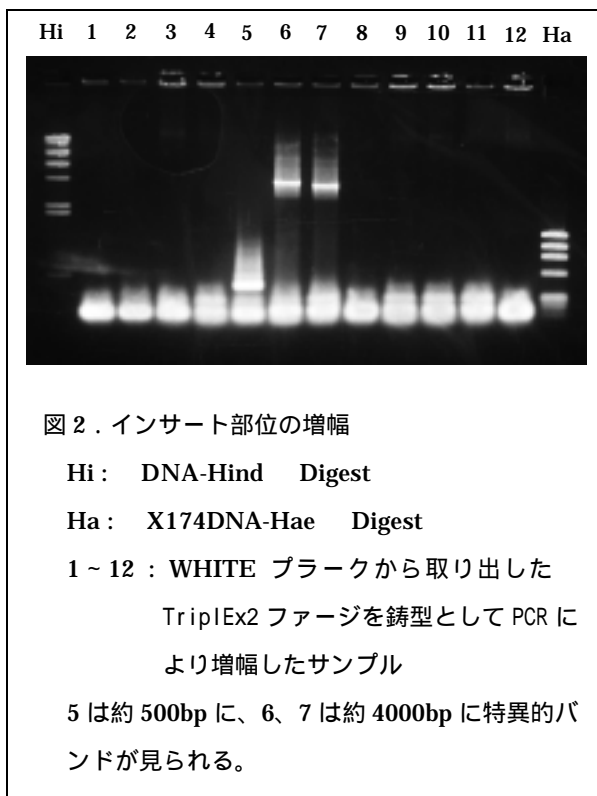 Hi 1 2 3 4 5 6 7 8 9 10 11 12 Ha
図 2 . インサート部位の増幅
Hi : DNA-Hind Digest
Ha : X174DNA-Hae Digest
1 ~ 12 : WHITE プラークから取り出した
TriplEx2 ファージを鋳型として PCR に
より増幅したサンプル
5 は約 500bp に、6、7 は約 4000bp に特異的バ
ンドが見られる。